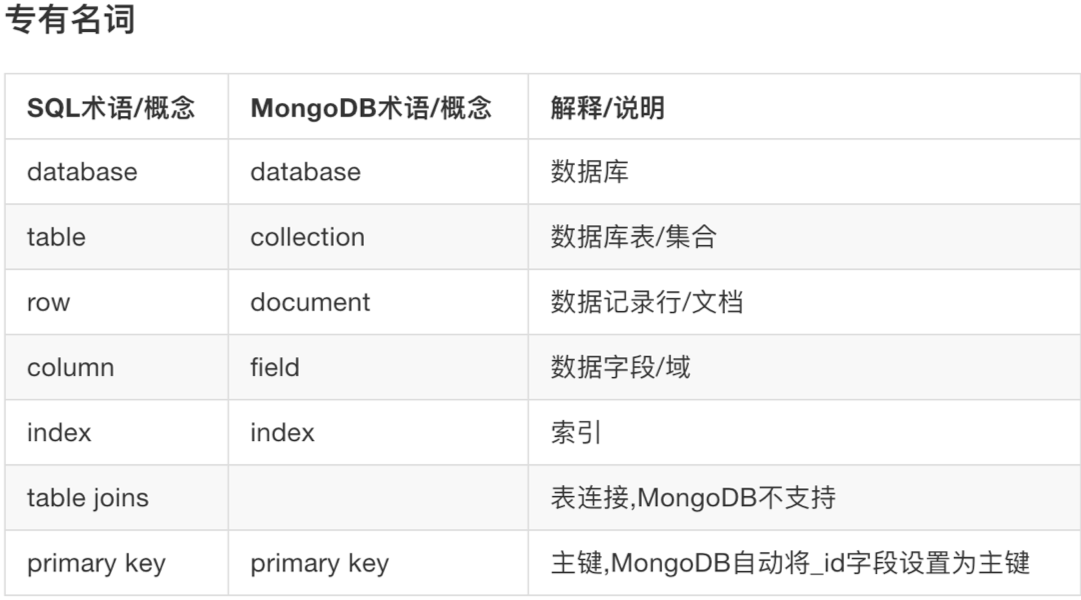 专有名词
SQL术语/概念 MongoDB术语/概念 解释/说明
database database 数据库
table collection 数据库表/集合
row document 数据记录行/文档
column field 数据字段/域
index index 索引
table joins 表连接,MongoDB不支持
primary key primary key 主键,MongoDB自动将_id字段设置为主键